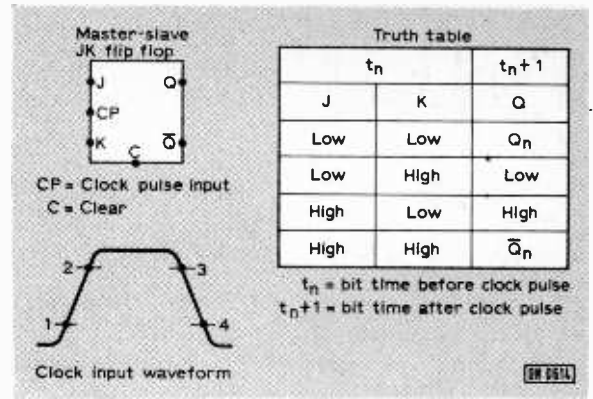 Master-slave
JK flip flop
J Q
CP
K Q̅
C
CP = Clock pulse input
C = Clear
2 3
1 4
Clock input waveform
Truth table
tn tn+1
J K Q
Low Low Qn
Low High Low
High Low High
High High Q̅n
tn = bit time before clock pulse
tn+1 = bit time after clock pulse